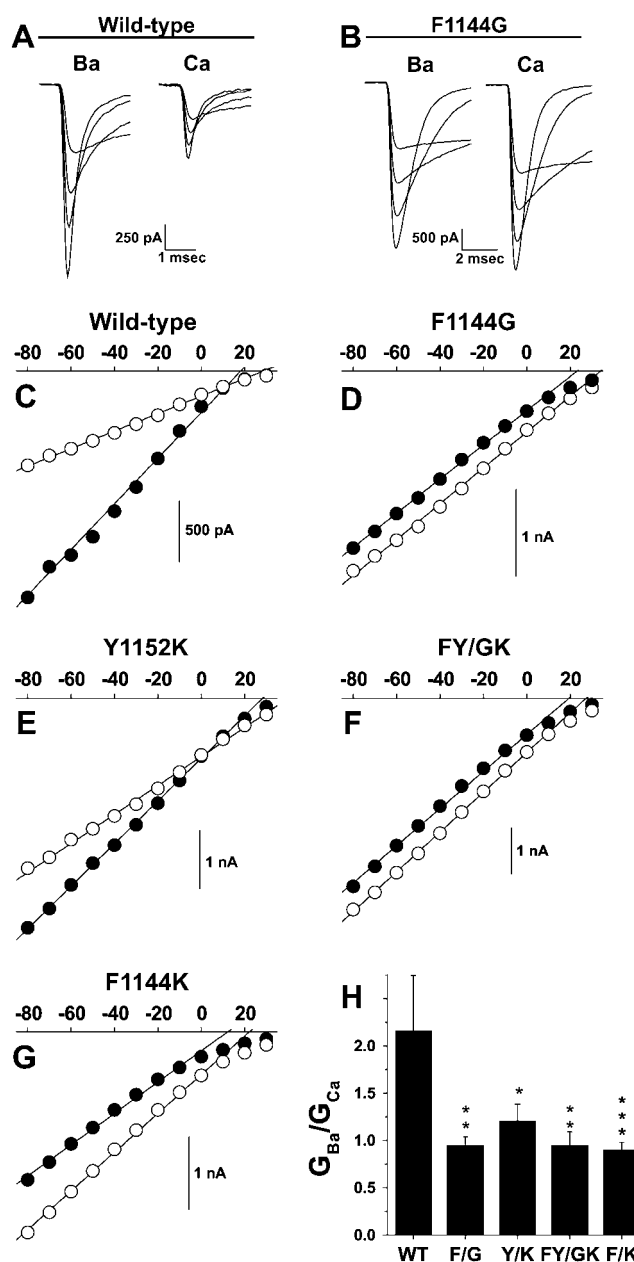 A
Wild-type
Ba
Ca
250 pA
1 msec
B
F1144G
Ba
Ca
500 pA
2 msec
Wild-type
-80 -60 -40 -20 0 20
C
500 pA
F1144G
-80 -60 -40 -20 0 20
D
1 nA
Y1152K
-80 -60 -40 -20 0 20
E
1 nA
FY/GK
-80 -60 -40 -20 0 20
F
1 nA
F1144K
-80 -60 -40 -20 0 20
G
1 nA
H
GBa/GCa
2.0
1.5
1.0
0.5
0.0
**
*
**
***
WT F/G Y/K FY/GK F/K